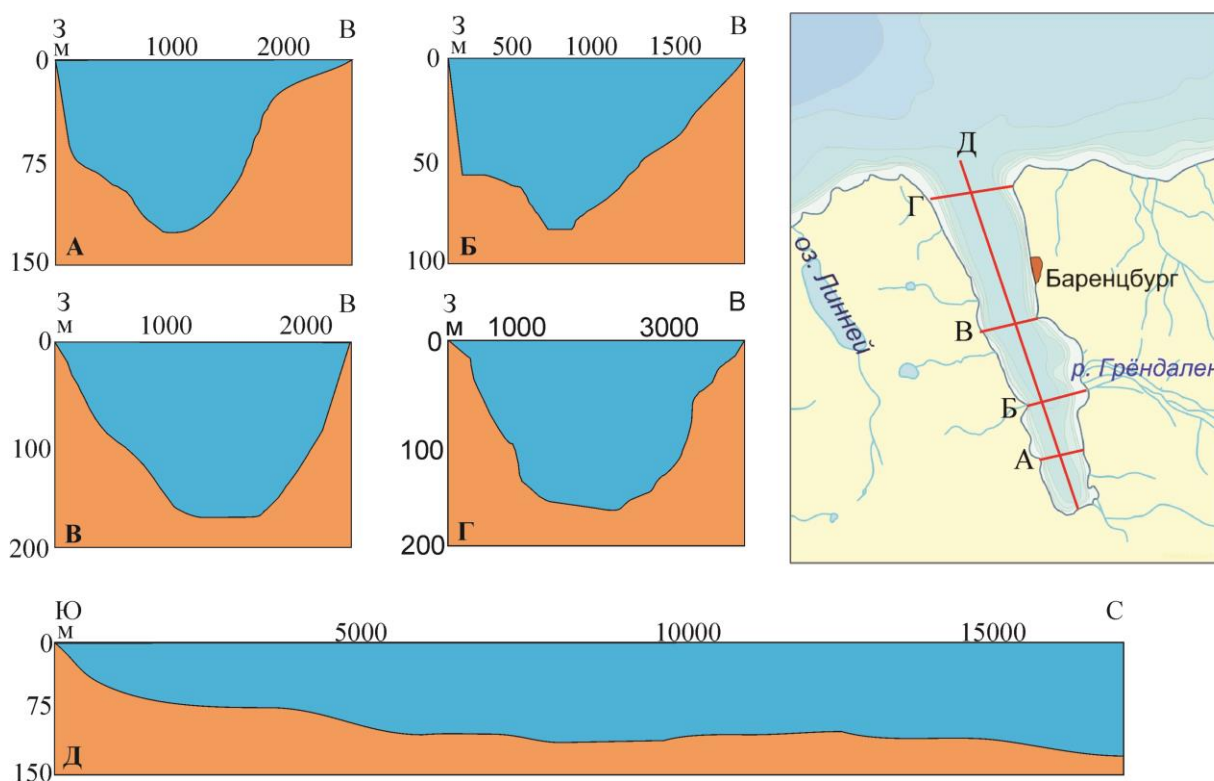 З В
м 1000 2000
0
75
150
А
З В
м 500 1000 1500
0
50
100
Б
З В
м 1000 2000
0
100
200
В
З В
м 1000 3000
0
100
200
Г
Д
Г
оз. Линней
Баренцбург
В
р. Грёндален
Б
А
Ю С
м 5000 10000 15000
0
75
150
Д